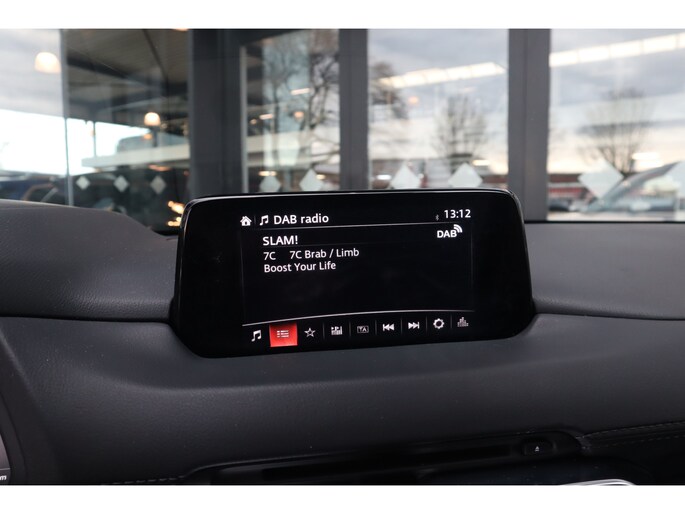 DAB radio 13:12
SLAM! DAB
7C 7C Brab / Limb
Boost Your Life
TA